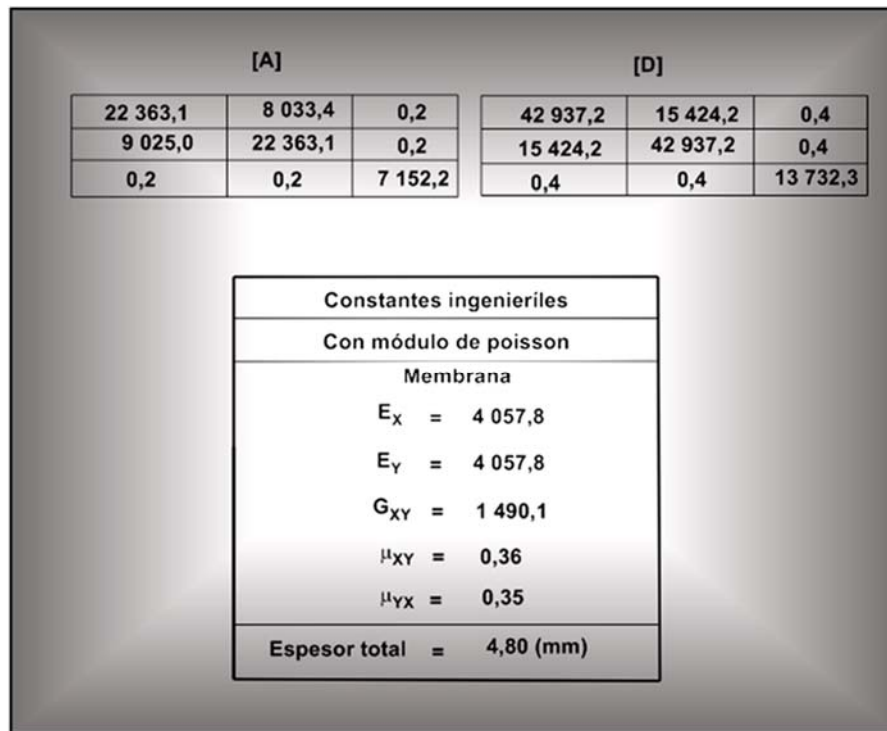 [A] [D]
22 363,1 8 033,4 0,2 42 937,2 15 424,2 0,4
9 025,0 22 363,1 0,2 15 424,2 42 937,2 0,4
0,2 0,2 7 152,2 0,4 0,4 13 732,3
Constantes ingenieriles
Con módulo de poisson
Membrana
EX = 4 057,8
EY = 4 057,8
GXY = 1 490,1
μXY = 0,36
μYX = 0,35
Espesor total = 4,80 (mm)